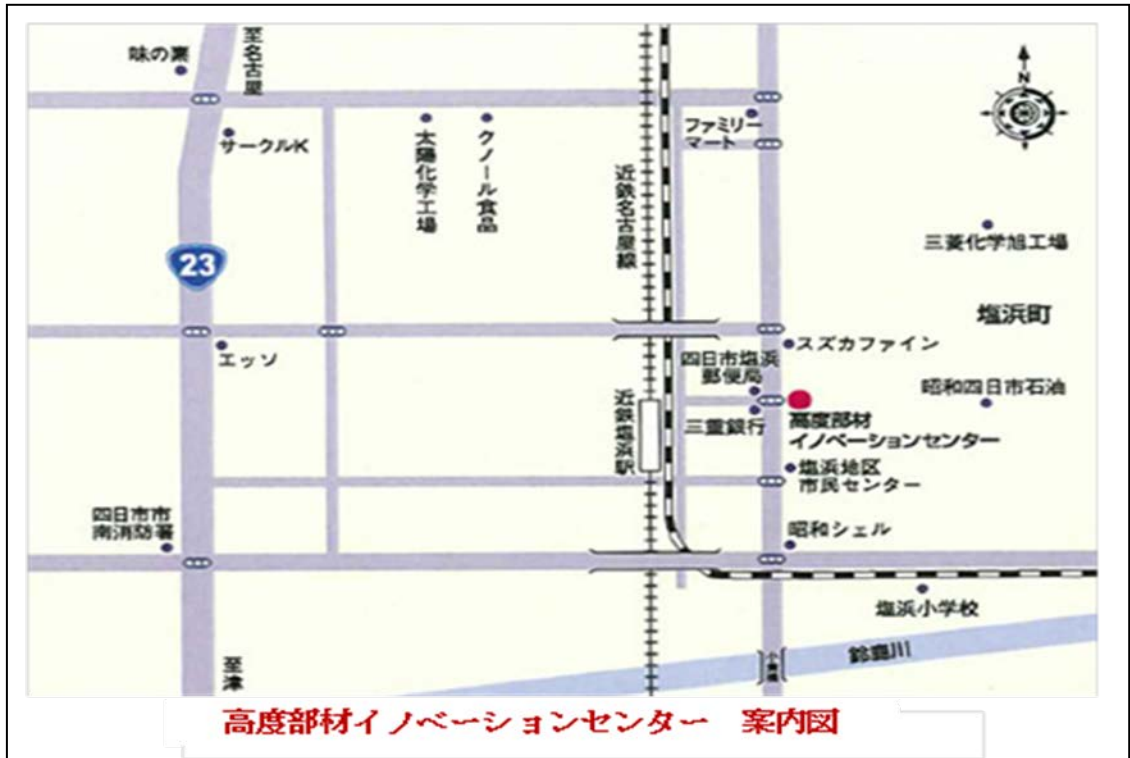 味の素
至名古屋
サークルK
太陽化学工場
クノール食品
近鉄名古屋線
ファミリー
マート
N
三菱化学旭工場
23
塩浜町
エッソ
スズカファイン
四日市塩浜
郵便局
昭和四日市石油
三重銀行
高度部材
イノベーションセンター
近鉄塩浜駅
塩浜地区
市民センター
四日市市
南消防署
昭和シェル
塩浜小学校
鈴鹿川
至津
高度部材イノベーションセンター 案内図